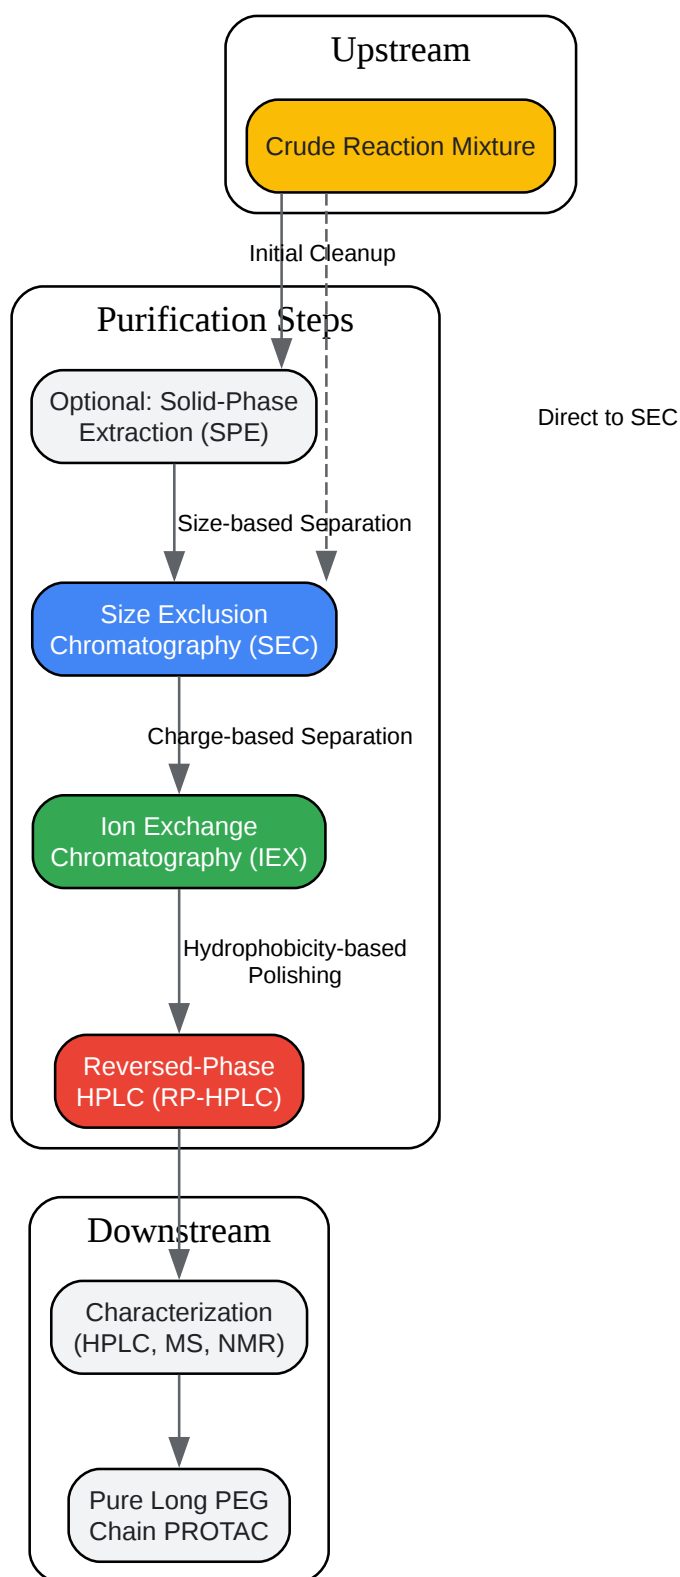 Upstream
Crude Reaction Mixture
Initial Cleanup
Purification Steps
Optional: Solid-Phase
Extraction (SPE)
Direct to SEC
Size-based Separation
Size Exclusion
Chromatography (SEC)
Charge-based Separation
Ion Exchange
Chromatography (IEX)
Hydrophobicity-based
Polishing
Reversed-Phase
HPLC (RP-HPLC)
Downstream
Characterization
(HPLC, MS, NMR)
Pure Long PEG
Chain PROTAC